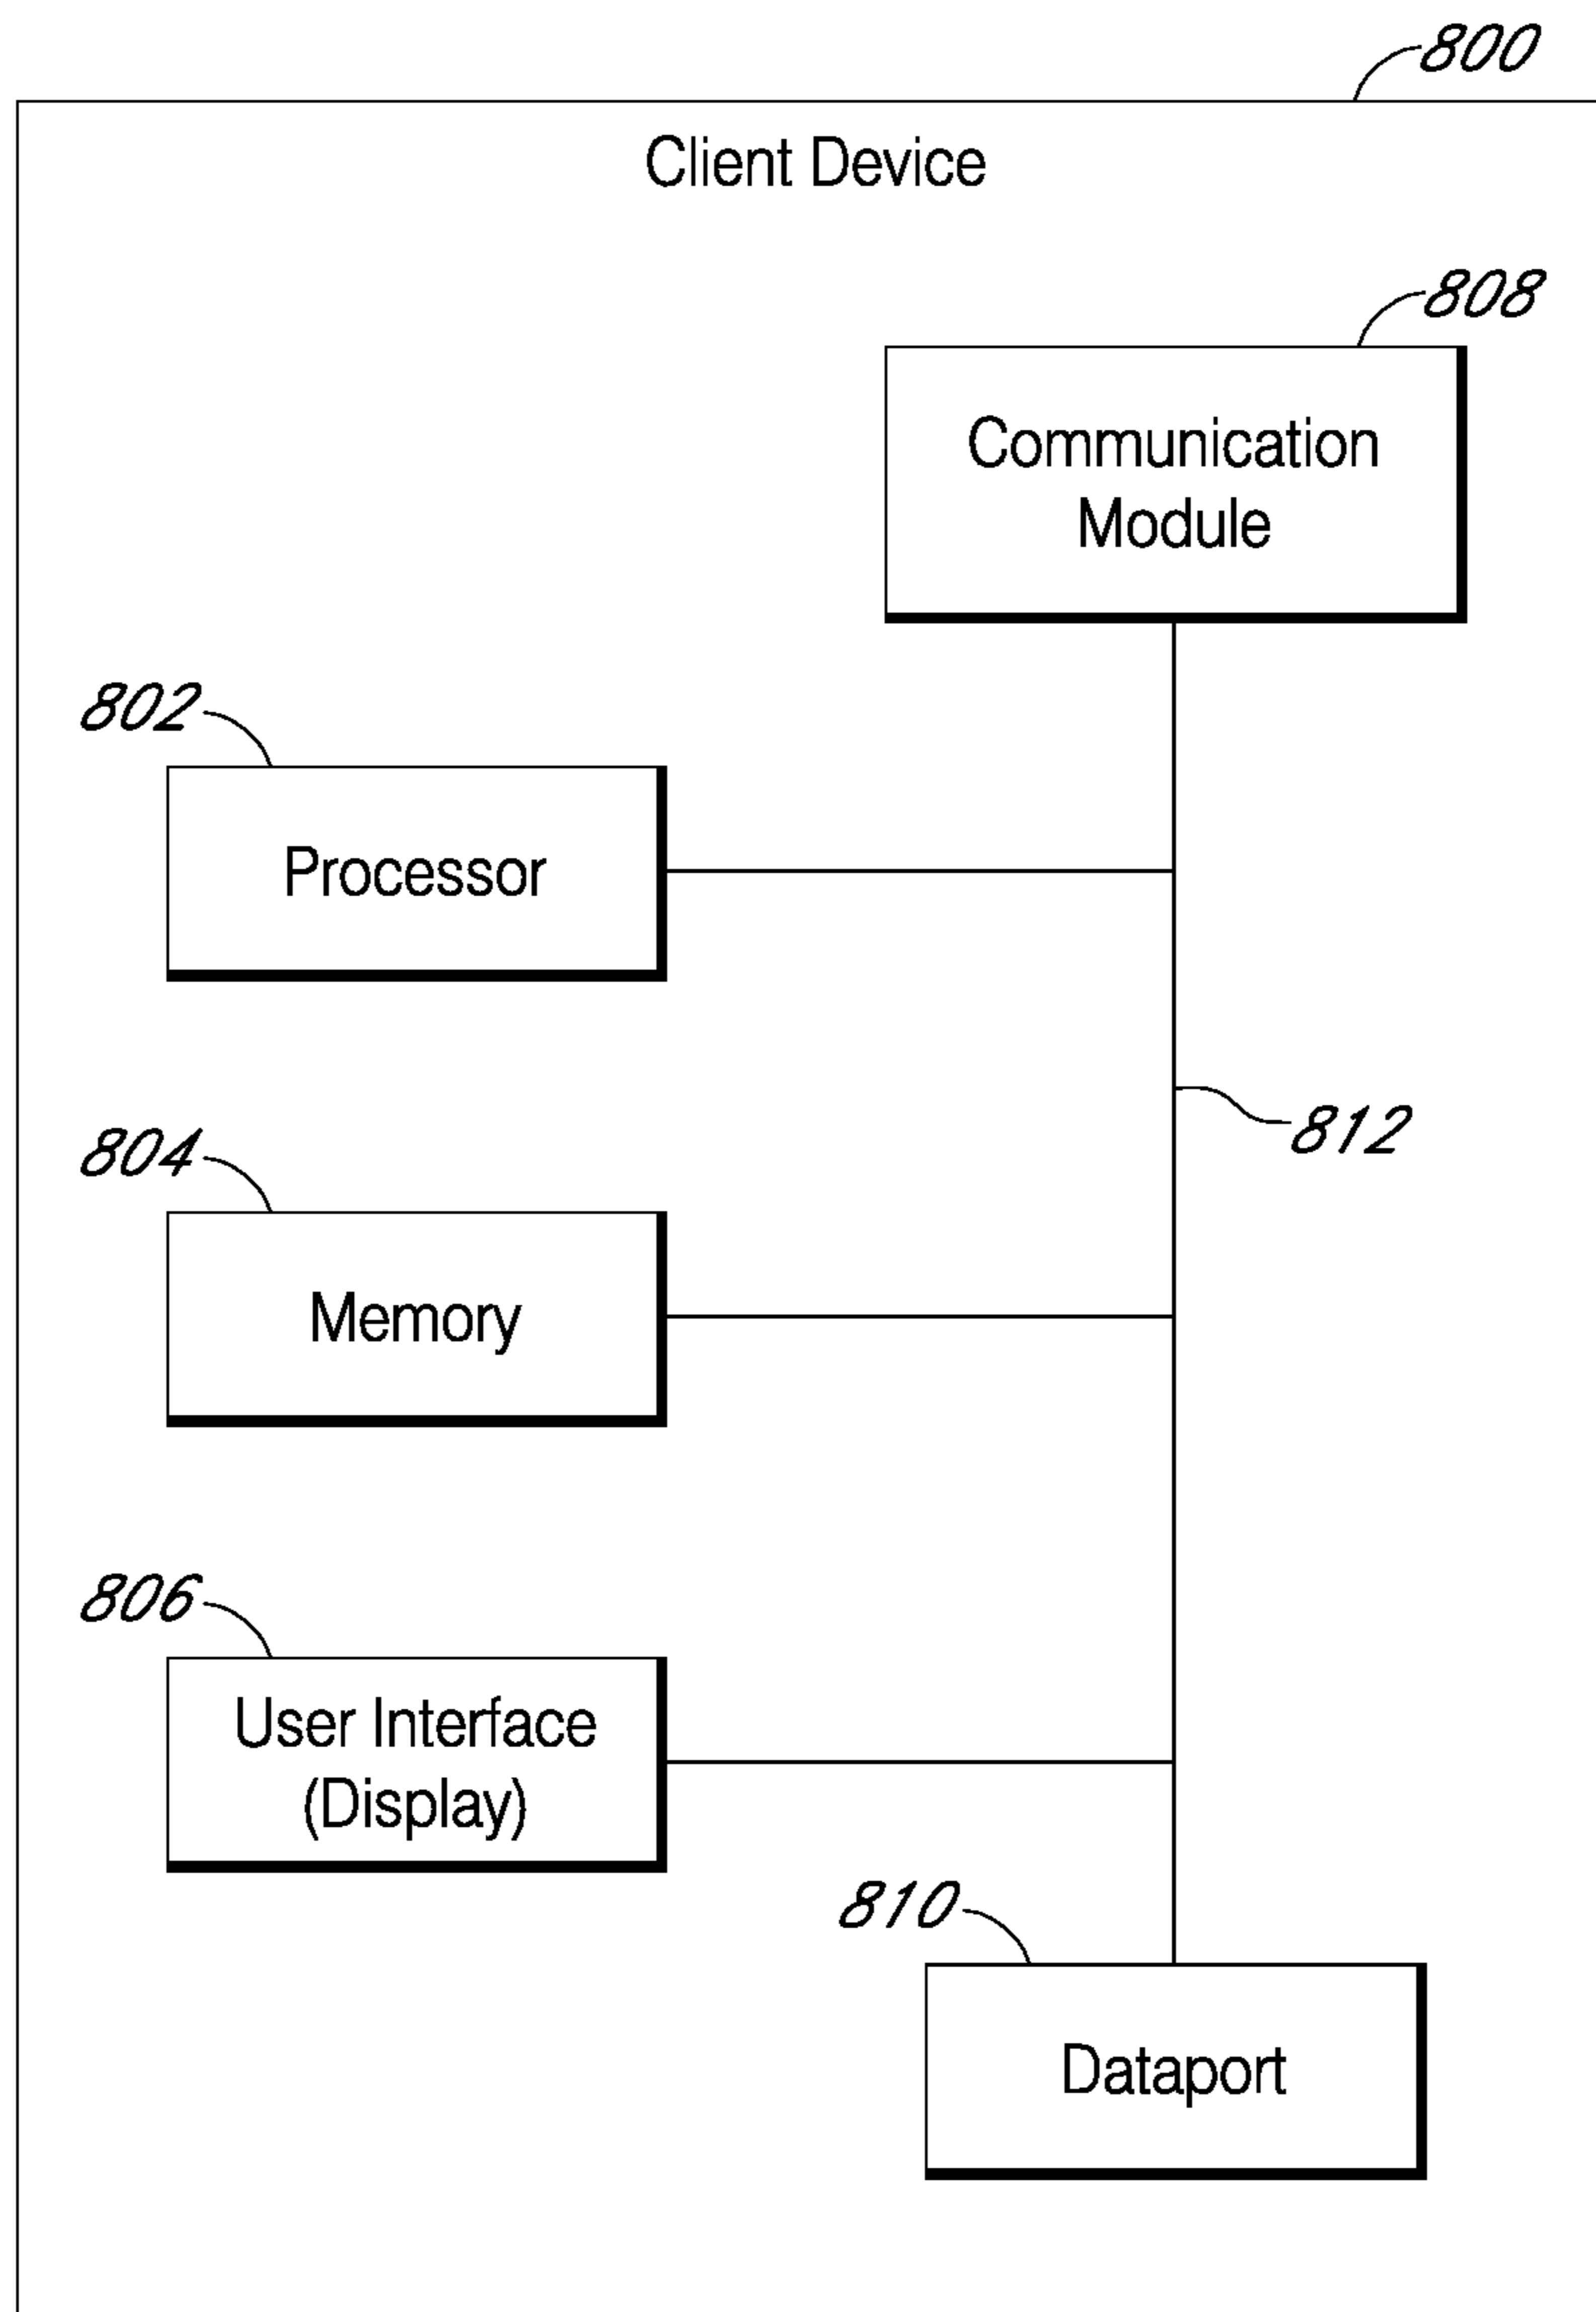 800
Client Device
808
Communication
Module
802
Processor
812
804
Memory
806
User Interface
(Display)
810
Dataport